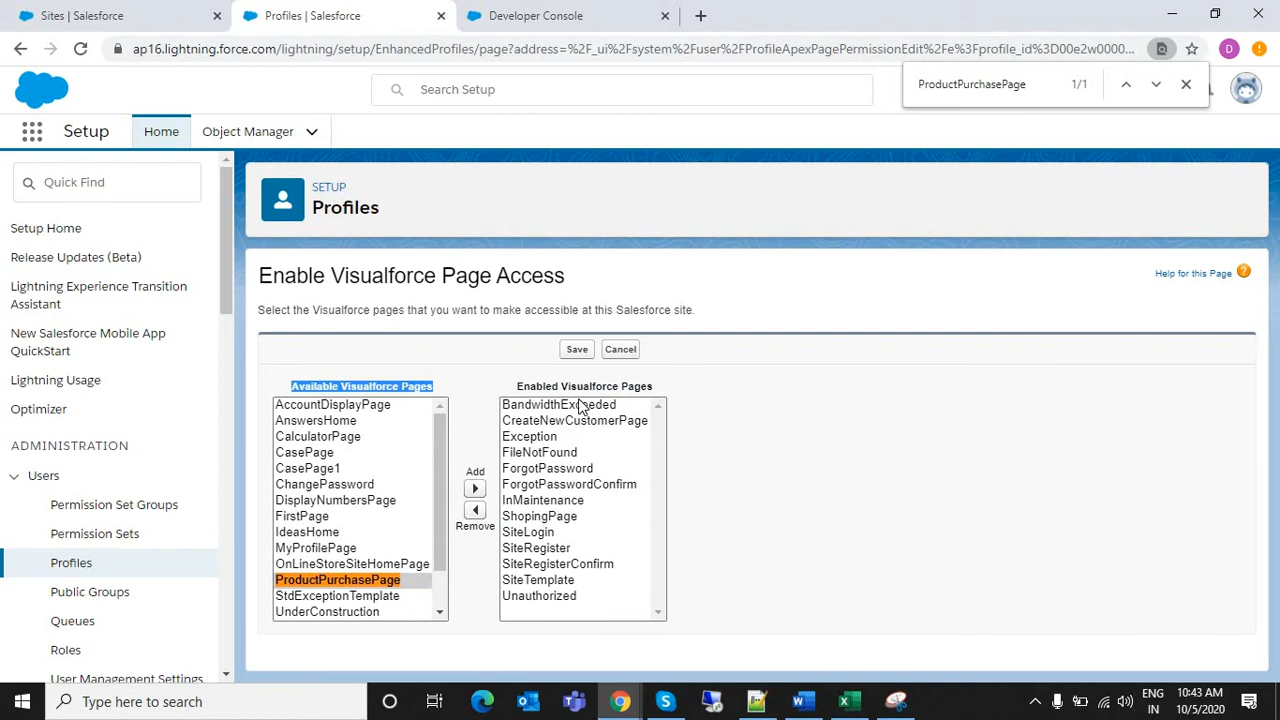 Sites | Salesforce
Profiles | Salesforce
Developer Console
ap16.lightning.force.com/lightning/setup/EnhancedProfiles/page?address=%2F_ui%2Fsystem%2Fuser%2FProfileApexPagePermissionEdit%2Fe%3Fprofile_id%3D00e2w0000...
D
ProductPurchasePage 1/1
Search Setup
Setup
Home
Object Manager
Quick Find
Setup Home
Release Updates (Beta)
Lightning Experience Transition
Assistant
New Salesforce Mobile App
QuickStart
Lightning Usage
Optimizer
ADMINISTRATION
Users
Permission Set Groups
Permission Sets
Profiles
Public Groups
Queues
Roles
User Management Settings
SETUP
Profiles
Enable Visualforce Page Access
Help for this Page ?
Select the Visualforce pages that you want to make accessible at this Salesforce site.
Save
Cancel
Available Visualforce Pages
AccountDisplayPage
AnswersHome
CalculatorPage
CasePage
CasePage1
ChangePassword
DisplayNumbersPage
FirstPage
IdeasHome
MyProfilePage
OnLineStoreSiteHomePage
ProductPurchasePage
StdExceptionTemplate
UnderConstruction
Add
Remove
Enabled Visualforce Pages
BandwidthExceeded
CreateNewCustomerPage
Exception
FileNotFound
ForgotPassword
ForgotPasswordConfirm
InMaintenance
ShopingPage
SiteLogin
SiteRegister
SiteRegisterConfirm
SiteTemplate
Unauthorized
Type here to search
ENG
IN
10:43 AM
10/5/2020